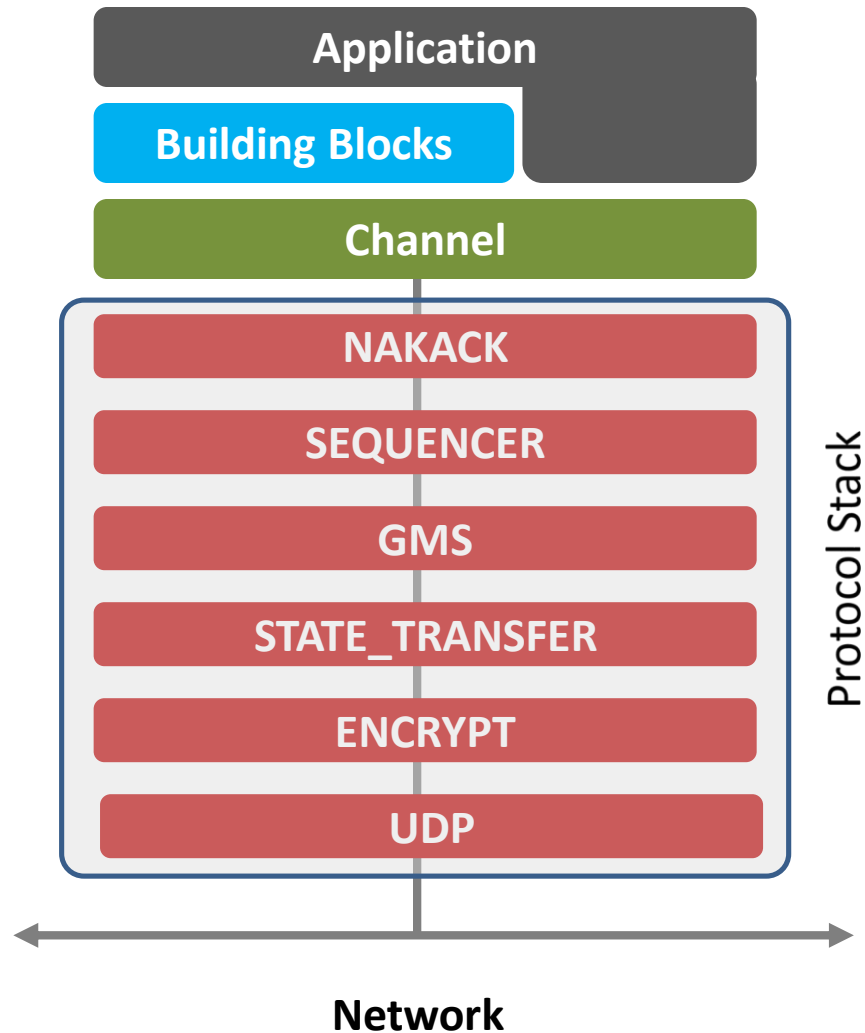 Application
Building Blocks
Channel
NAKACK
SEQUENCER
GMS
STATE_TRANSFER
ENCRYPT
UDP
Protocol Stack
Network